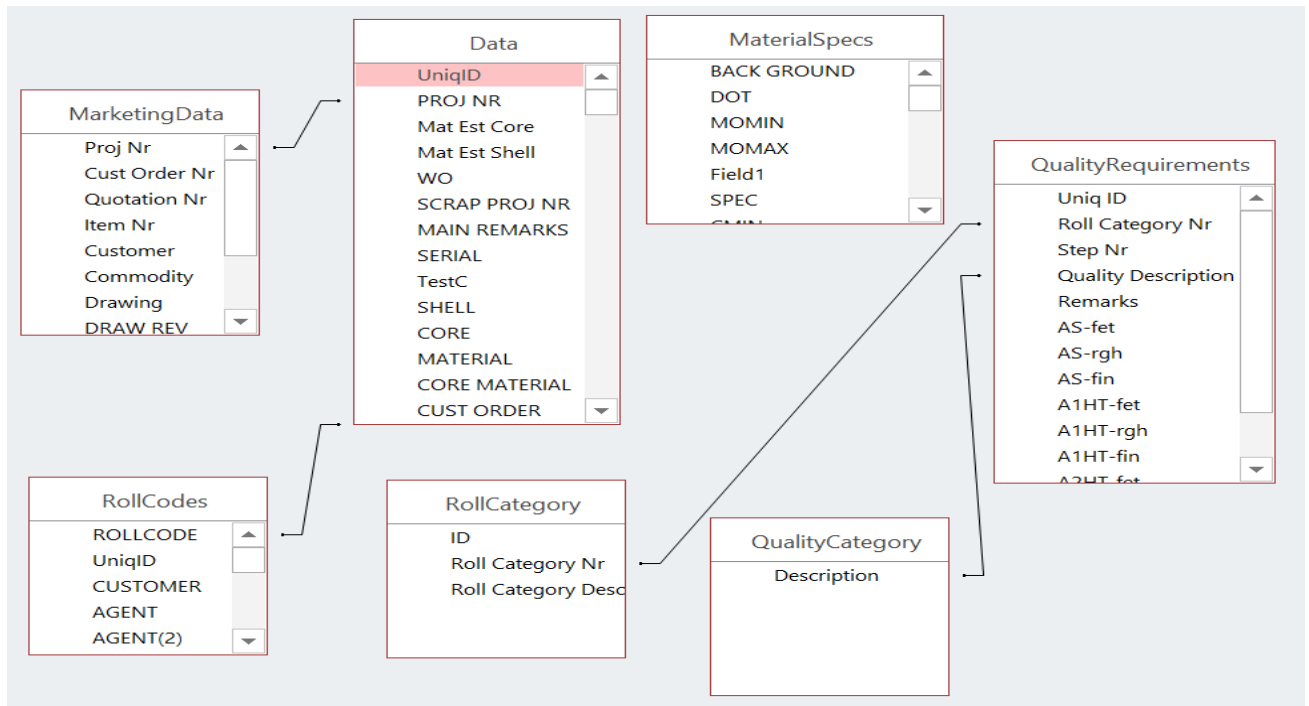 MarketingData
Proj Nr
Cust Order Nr
Quotation Nr
Item Nr
Customer
Commodity
Drawing
DRAW REV
Data
UniqID
PROJ NR
Mat Est Core
Mat Est Shell
WO
SCRAP PROJ NR
MAIN REMARKS
SERIAL
TestC
SHELL
CORE
MATERIAL
CORE MATERIAL
CUST ORDER
MaterialSpecs
BACK GROUND
DOT
MOMIN
MOMAX
Field1
SPEC
CMIN
QualityRequirements
Uniq ID
Roll Category Nr
Step Nr
Quality Description
Remarks
AS-fet
AS-rgh
AS-fin
A1HT-fet
A1HT-rgh
A1HT-fin
A2HT-fet
RollCodes
ROLLCODE
UniqID
CUSTOMER
AGENT
AGENT(2)
RollCategory
ID
Roll Category Nr
Roll Category Desc
QualityCategory
Description